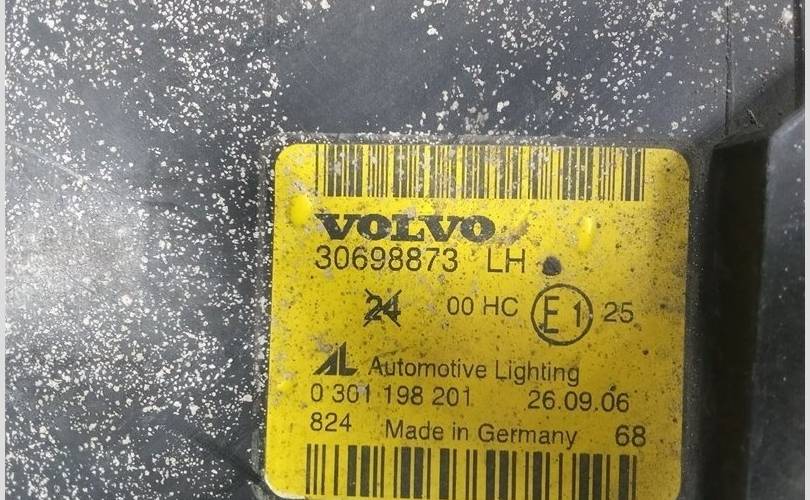 VOLVO
30698873 LH
24 00 HC E1 25
AL Automotive Lighting
0 301 198 201 26.09.06
824 Made in Germany 68